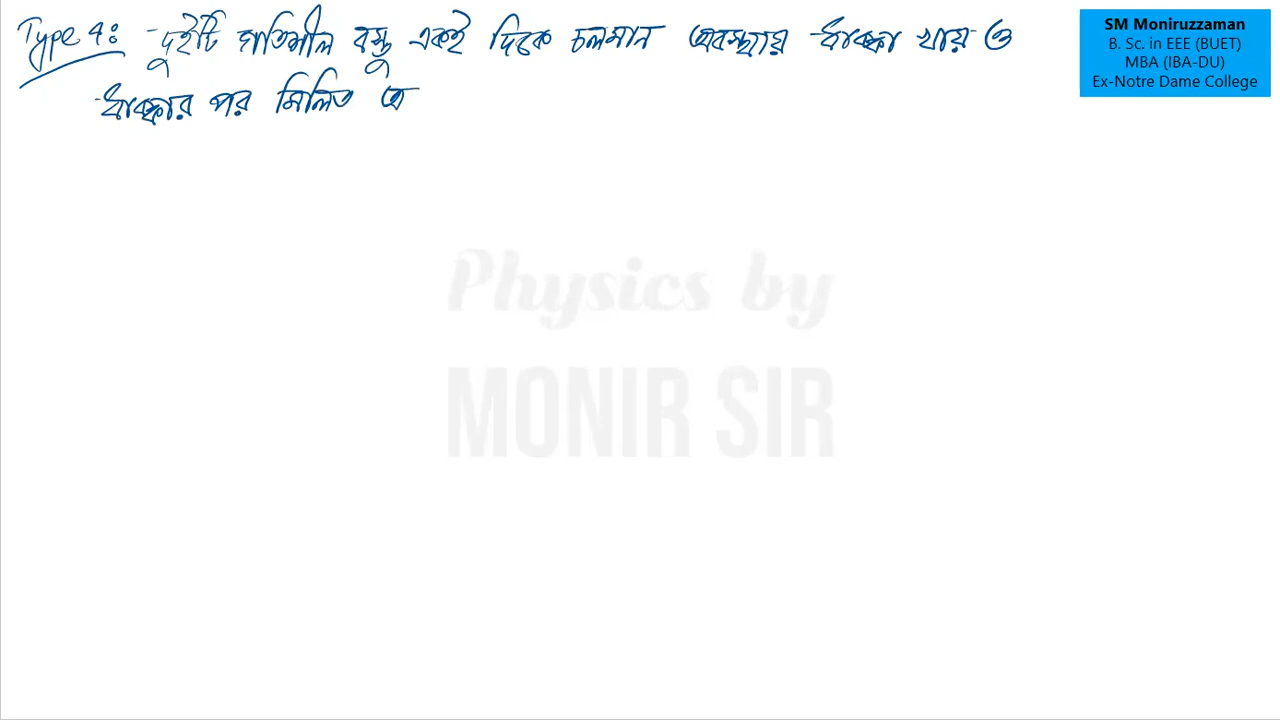 Type 4: দুইটি গতিশীল বস্তু একই দিকে চলমান অবস্থায় ধাক্কা খায় ও
ধাক্কার পর মিলিত অ
SM Moniruzzaman
B. Sc. in EEE (BUET)
MBA (IBA-DU)
Ex-Notre Dame College
Physics by
MONIR SIR